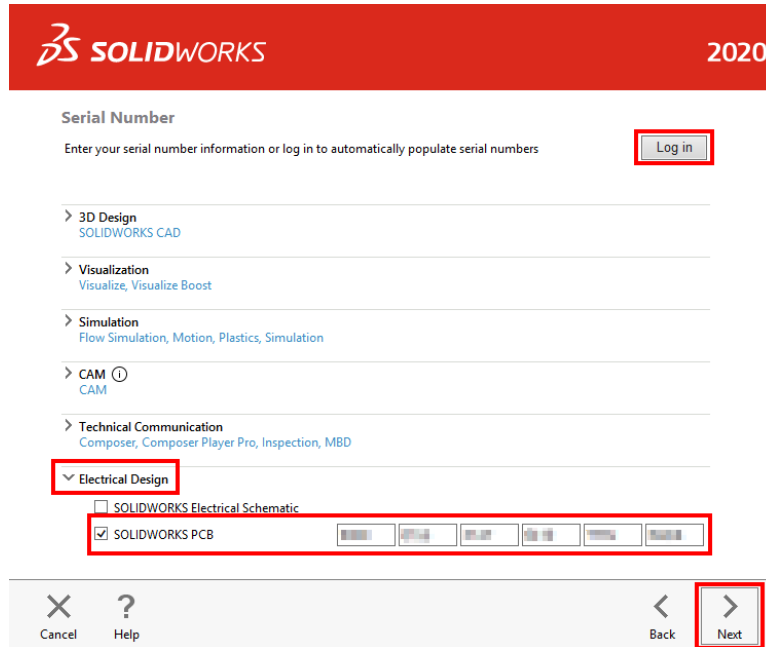 SOLIDWORKS
2020
Serial Number
Enter your serial number information or log in to automatically populate serial numbers
Log in
3D Design
SOLIDWORKS CAD
Visualization
Visualize, Visualize Boost
Simulation
Flow Simulation, Motion, Plastics, Simulation
CAM
CAM
Technical Communication
Composer, Composer Player Pro, Inspection, MBD
Electrical Design
SOLIDWORKS Electrical Schematic
SOLIDWORKS PCB
Cancel Help Back Next